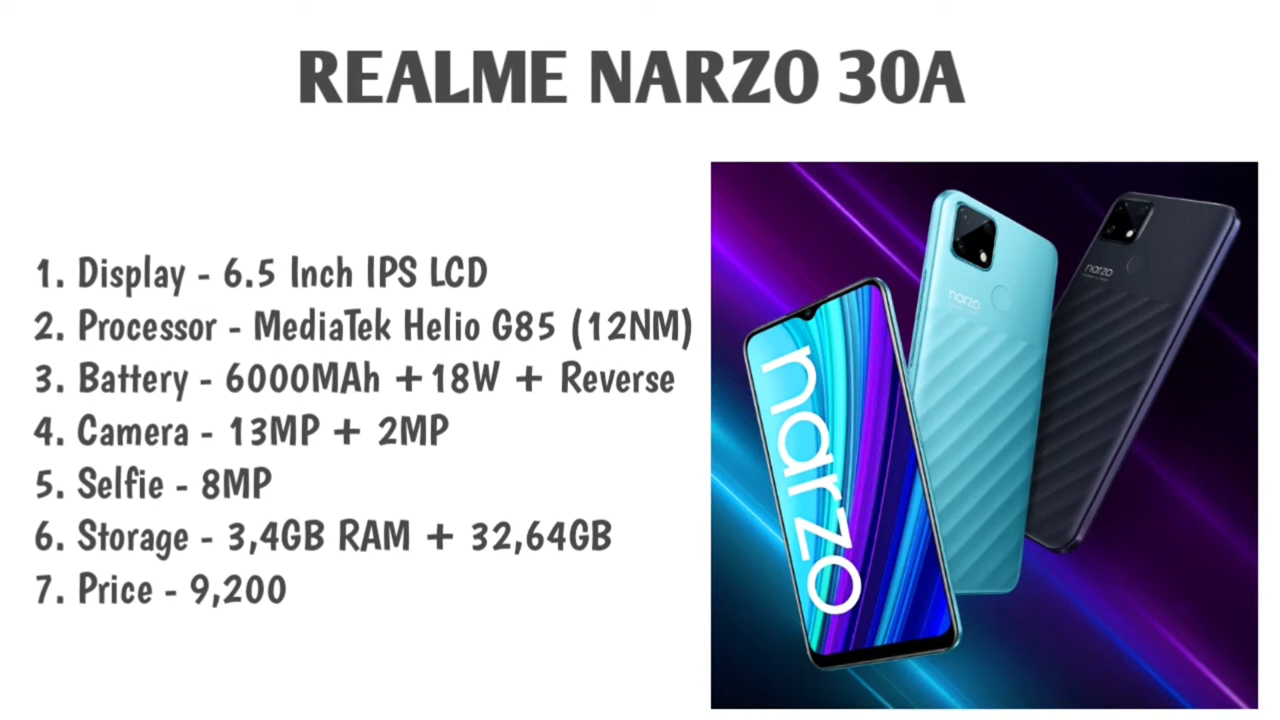 REALME NARZO 30A
1. Display - 6.5 Inch IPS LCD
2. Processor - MediaTek Helio G85 (12NM)
3. Battery - 6000MAh +18W + Reverse
4. Camera - 13MP + 2MP
5. Selfie - 8MP
6. Storage - 3,4GB RAM + 32,64GB
7. Price - 9,200
narzo
narzo
narzo